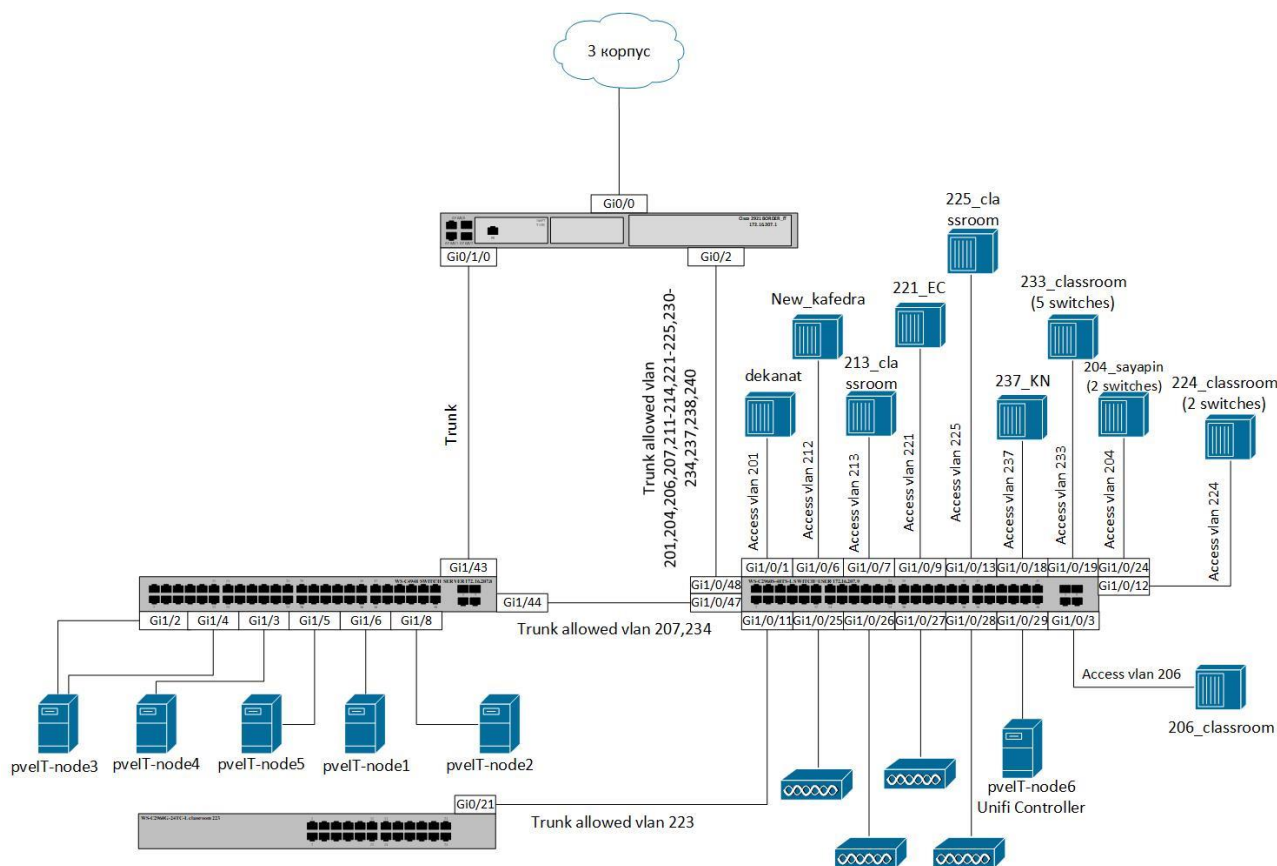 3 корпус
Gi0/0
Cisco 2921 BORDER_IT
172.16.207.1
Gi0/1/0
Gi0/2
Trunk
Trunk allowed vlan
201,204,206,207,211-214,221-225,230-
234,237,238,240
dekanat
New_kafedra
213_cla
ssroom
221_EC
225_cla
ssroom
237_KN
233_classroom
(5 switches)
204_sayapin
(2 switches)
224_classroom
(2 switches)
Access vlan 201
Access vlan 212
Access vlan 213
Access vlan 221
Access vlan 225
Access vlan 237
Access vlan 233
Access vlan 204
Access vlan 224
Gi1/43
Gi1/44
Trunk allowed vlan 207,234
Gi1/2
Gi1/4
Gi1/3
Gi1/5
Gi1/6
Gi1/8
Gi1/0/48
Gi1/0/47
Gi1/0/1
Gi1/0/6
Gi1/0/7
Gi1/0/9
Gi1/0/13
Gi1/0/18
Gi1/0/19
Gi1/0/24
Gi1/0/12
Gi1/0/11
Gi1/0/25
Gi1/0/26
Gi1/0/27
Gi1/0/28
Gi1/0/29
Gi1/0/3
Access vlan 206
206_classroom
pveIT-node3
pveIT-node4
pveIT-node5
pveIT-node1
pveIT-node2
pveIT-node6
Unifi Controller
Gi0/21
Trunk allowed vlan 223